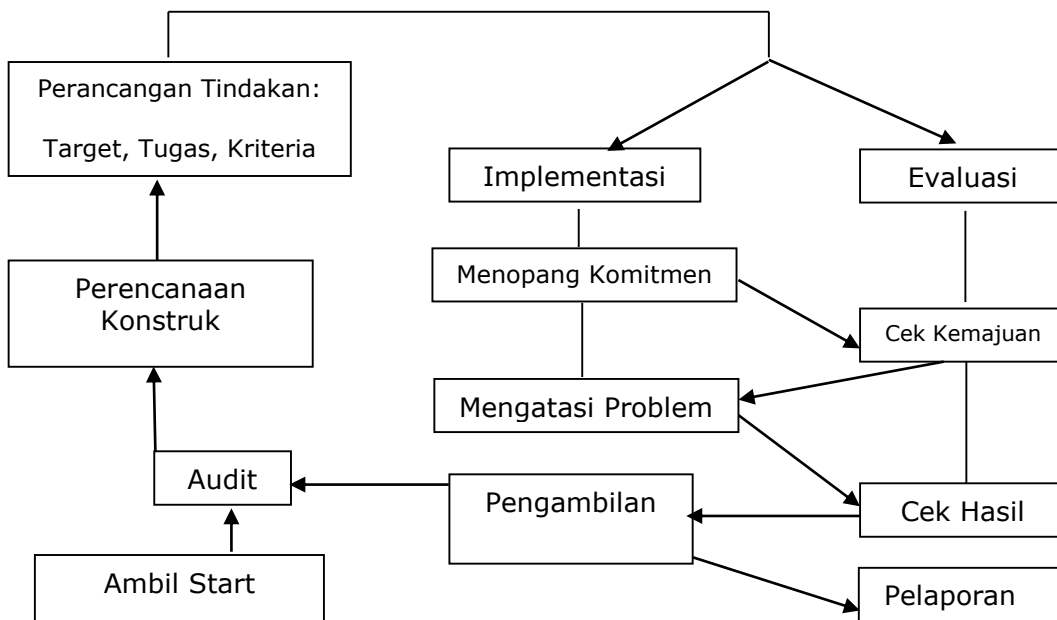 Perancangan Tindakan:
Target, Tugas, Kriteria
Implementasi
Evaluasi
Perencanaan
Konstruk
Menopang Komitmen
Cek Kemajuan
Mengatasi Problem
Audit
Pengambilan
Cek Hasil
Ambil Start
Pelaporan